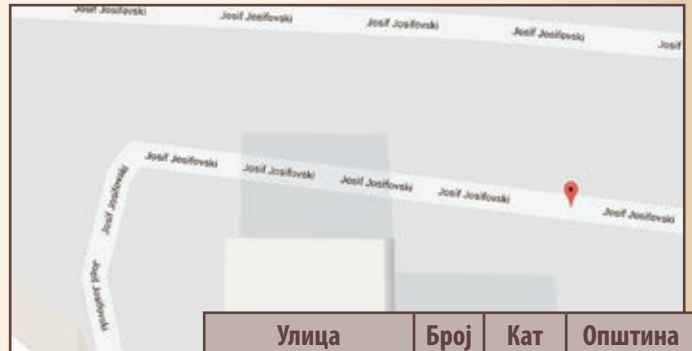 Josif Josifovski Josif Josifovski Josif Josifovski Josif Josifovski Josif
Josif Josifovski Josif Josifovski Josif Josifovski Josif Josifovski Josif Josifovski
Josif Josifovski
Josif Josifovski
Улица Број Кат Општина